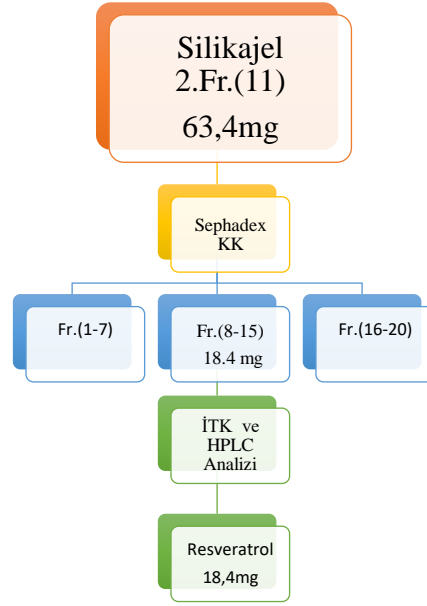 Silikajel
2.Fr.(11)
63,4mg
Sephadex
KK
Fr.(1-7)
Fr.(8-15)
18.4 mg
Fr.(16-20)
İTK ve
HPLC
Analizi
Resveratrol
18,4mg